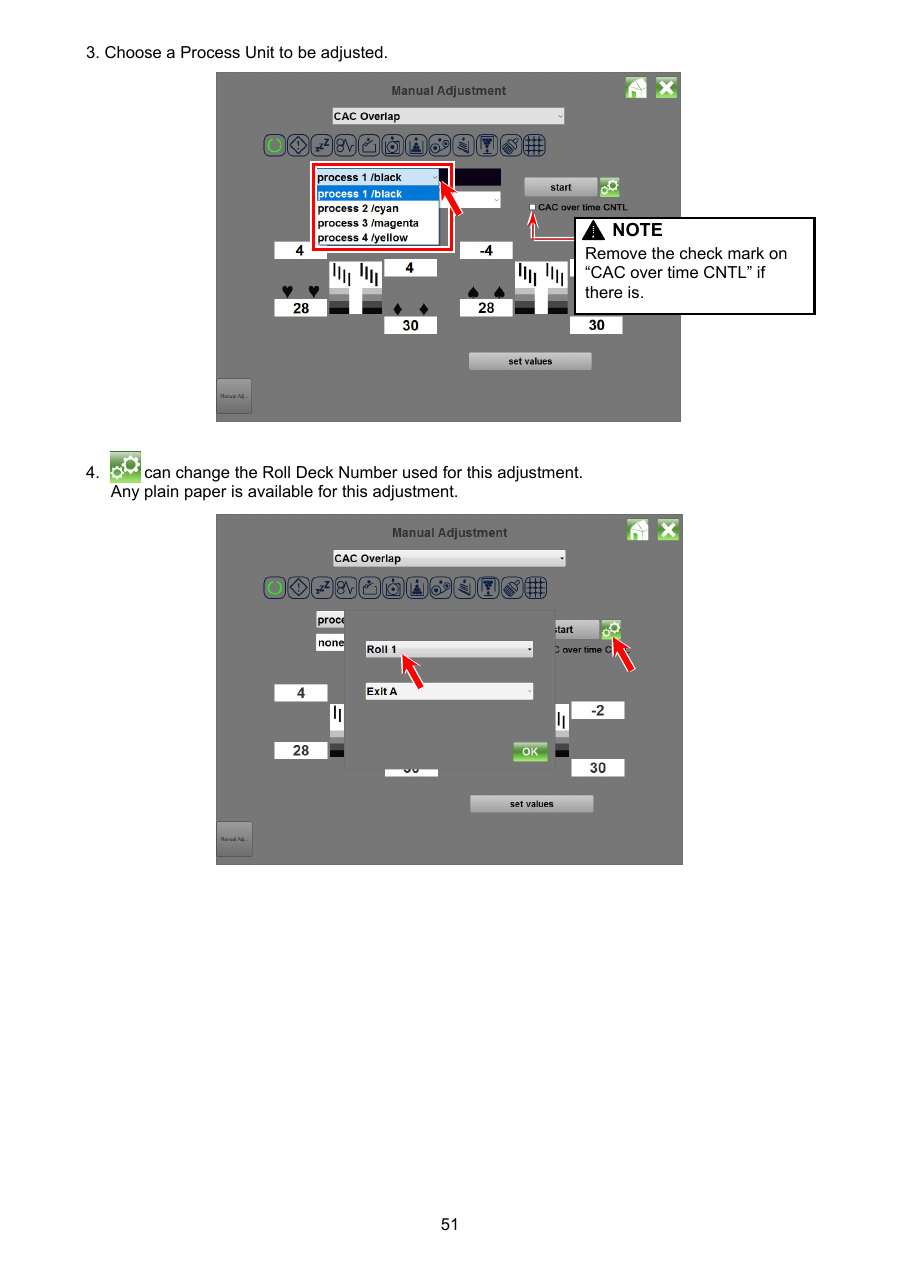 3. Choose a Process Unit to be adjusted.
Manual Adjustment
CAC Overlap
process 1 /black
process 1 /black
process 2 /cyan
process 3 /magenta
process 4 /yellow
start
CAC over time CNTL
NOTE
Remove the check mark on
“CAC over time CNTL” if
there is.
4
-4
4
28
28
30
30
set values
Manual Adj...
4. can change the Roll Deck Number used for this adjustment.
Any plain paper is available for this adjustment.
Manual Adjustment
CAC Overlap
proce
start
none
Roll 1
C over time C
Exit A
4
-2
28
OK
30
30
set values
Manual Adj...
51